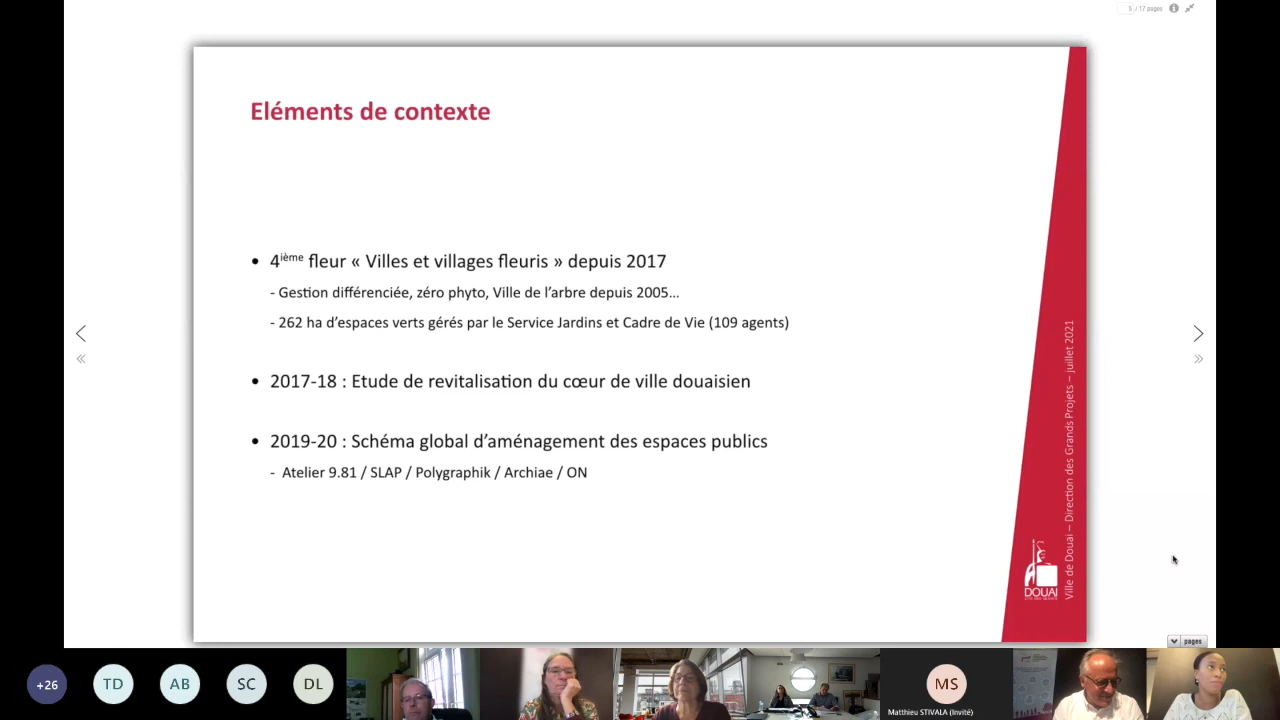 5 / 17 pages
Eléments de contexte
• 4ième fleur « Villes et villages fleuris » depuis 2017
- Gestion différenciée, zéro phyto, Ville de l'arbre depuis 2005...
- 262 ha d'espaces verts gérés par le Service Jardins et Cadre de Vie (109 agents)
• 2017-18 : Etude de revitalisation du cœur de ville douaisien
• 2019-20 : Schéma global d'aménagement des espaces publics
- Atelier 9.81 / SLAP / Polygraphik / Archiae / ON
Ville de Douai – Direction des Grands Projets – juillet 2021
DOUAI
pages
+26
TD
AB
SC
DL
MS
Matthieu STIVALA (Invité)